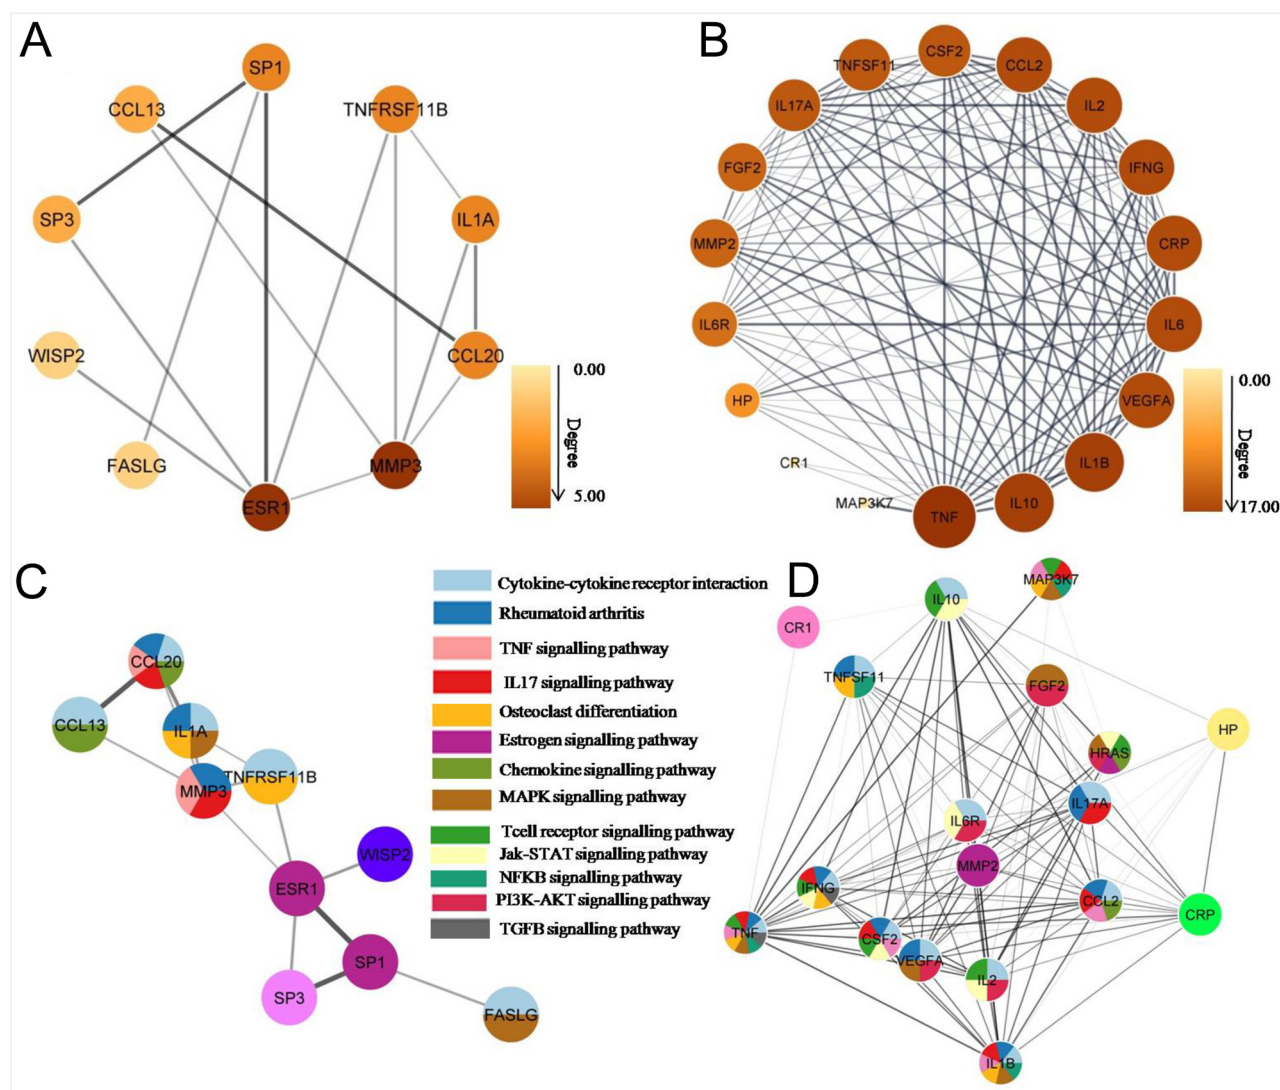 A
SP1
CCL13
TNFRSF11B
SP3
IL1A
WISP2
CCL20
FASLG
MMP3
ESR1
0.00
Degree
5.00
B
CSF2
TNFSF11
CCL2
IL17A
IL2
FGF2
IFNG
MMP2
CRP
IL6R
IL6
HP
VEGFA
CR1
IL1B
MAP3K7
IL10
TNF
0.00
Degree
17.00
C
CCL20
CCL13
IL1A
TNFRSF11B
MMP3
WISP2
ESR1
SP1
SP3
FASLG
Cytokine-cytokine receptor interaction
Rheumatoid arthritis
TNF signalling pathway
IL17 signalling pathway
Osteoclast differentiation
Estrogen signalling pathway
Chemokine signalling pathway
MAPK signalling pathway
Tcell receptor signalling pathway
Jak-STAT signalling pathway
NFKB signalling pathway
PI3K-AKT signalling pathway
TGFB signalling pathway
D
MAP3K7
IL10
CR1
TNFSF11
FGF2
HP
HRAS
IL17A
IL6R
MMP2
IFNG
CCL2
CRP
TNF
CSF2
VEGFA
IL2
IL1B